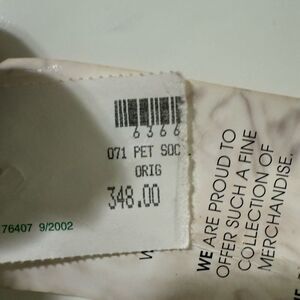 6366
071 PET SOC
ORIG
348.00
76407 9/2002
WE ARE PROUD TO
OFFER SUCH A FINE
COLLECTION OF
MERCHANDISE.